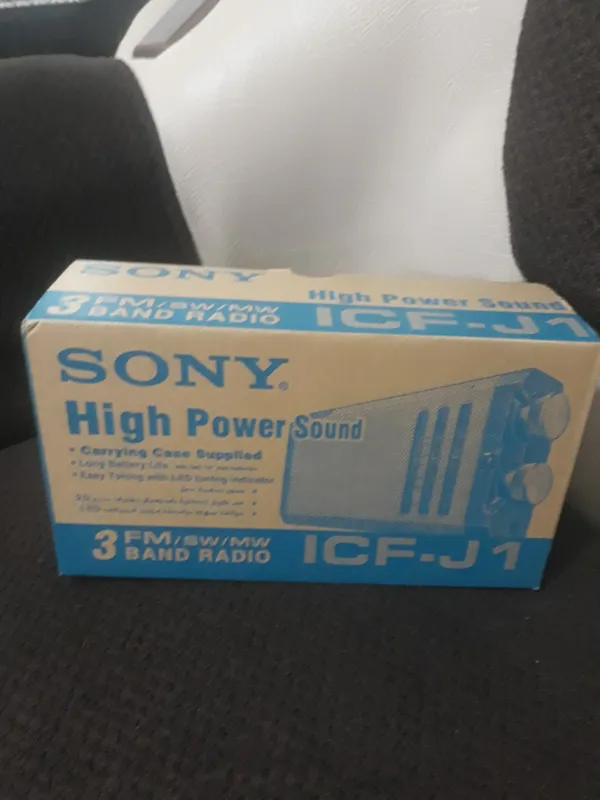 SONY
High Power Sound
3 FM/SW/MW
BAND RADIO
ICF-J1
SONY®
High Power Sound
• Carrying Case Supplied
• Long Battery Life
• Easy Tuning with LED tuning indicator
3 FM/SW/MW
BAND RADIO
ICF-J1